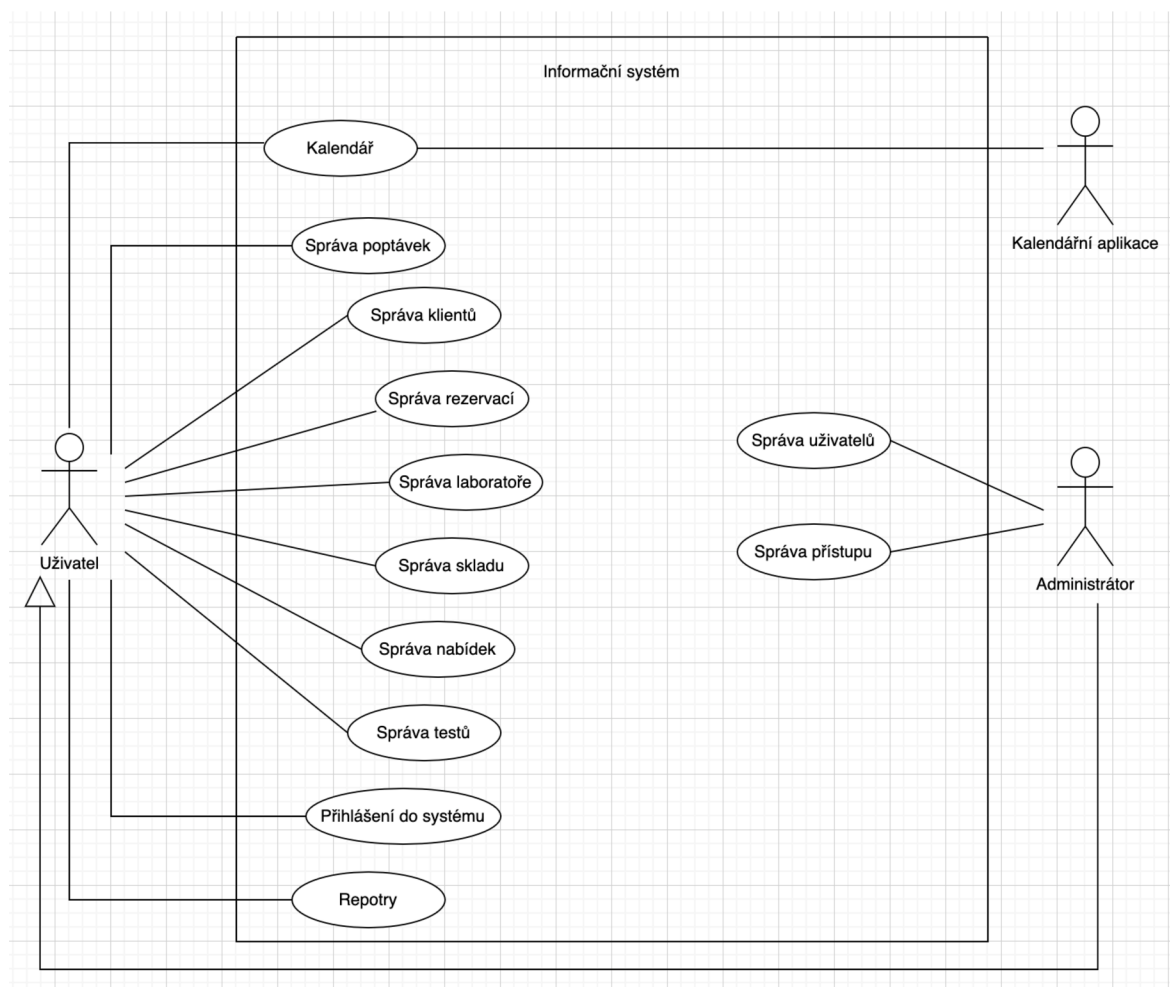 Informační systém
Kalendář
Kalendářní aplikace
Správa poptávek
Správa klientů
Správa rezervací
Správa uživatelů
Správa laboratoře
Správa přístupu
Správa skladu
Uživatel
Administrátor
Správa nabídek
Správa testů
Přihlášení do systému
Repotry